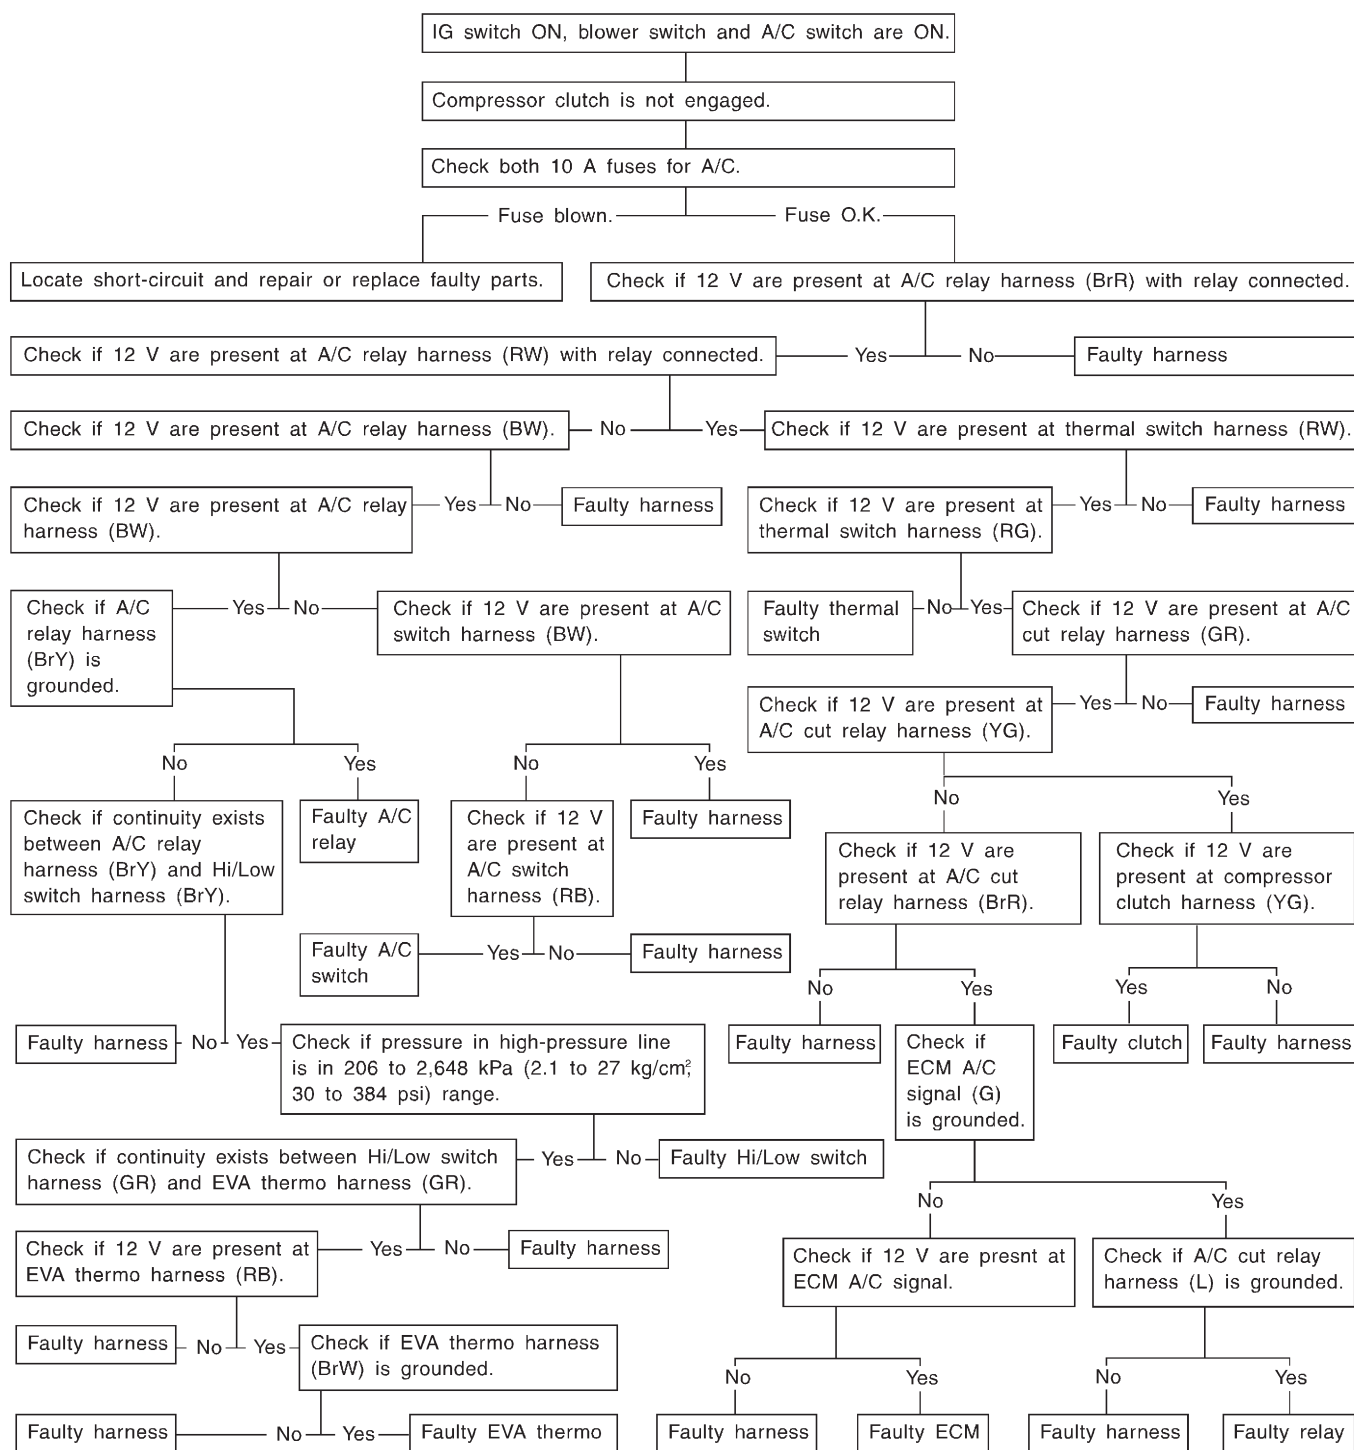 IG switch ON, blower switch and A/C switch are ON.
Compressor clutch is not engaged.
Check both 10 A fuses for A/C.
Fuse blown.
Fuse O.K.
Locate short-circuit and repair or replace faulty parts.
Check if 12 V are present at A/C relay harness (BrR) with relay connected.
Check if 12 V are present at A/C relay harness (RW) with relay connected.
Yes
No
Faulty harness
Check if 12 V are present at A/C relay harness (BW).
No
Yes
Check if 12 V are present at thermal switch harness (RW).
Check if 12 V are present at A/C relay
harness (BW).
Yes
No
Faulty harness
Check if 12 V are present at
thermal switch harness (RG).
Yes
No
Faulty harness
Check if A/C
relay harness
(BrY) is
grounded.
Yes
No
Check if 12 V are present at A/C
switch harness (BW).
Faulty thermal
switch
No
Yes
Check if 12 V are present at A/C
cut relay harness (GR).
Check if 12 V are present at
A/C cut relay harness (YG).
Yes
No
Faulty harness
No
Yes
No
Yes
No
Yes
Check if continuity exists
between A/C relay
harness (BrY) and Hi/Low
switch harness (BrY).
Faulty A/C
relay
Check if 12 V
are present at
A/C switch
harness (RB).
Faulty harness
Check if 12 V are
present at A/C cut
relay harness (BrR).
Check if 12 V are
present at compressor
clutch harness (YG).
Faulty A/C
switch
Yes
No
Faulty harness
No
Yes
Yes
No
Faulty harness
No
Yes
Check if pressure in high-pressure line
is in 206 to 2,648 kPa (2.1 to 27 kg/cm²,
30 to 384 psi) range.
Faulty harness
Check if
ECM A/C
signal (G)
is grounded.
Faulty clutch
Faulty harness
Check if continuity exists between Hi/Low switch
harness (GR) and EVA thermo harness (GR).
Yes
No
Faulty Hi/Low switch
No
Yes
Check if 12 V are present at
EVA thermo harness (RB).
Yes
No
Faulty harness
Check if 12 V are presnt at
ECM A/C signal.
Check if A/C cut relay
harness (L) is grounded.
Faulty harness
No
Yes
Check if EVA thermo harness
(BrW) is grounded.
No
Yes
No
Yes
Faulty harness
No
Yes
Faulty EVA thermo
Faulty harness
Faulty ECM
Faulty harness
Faulty relay